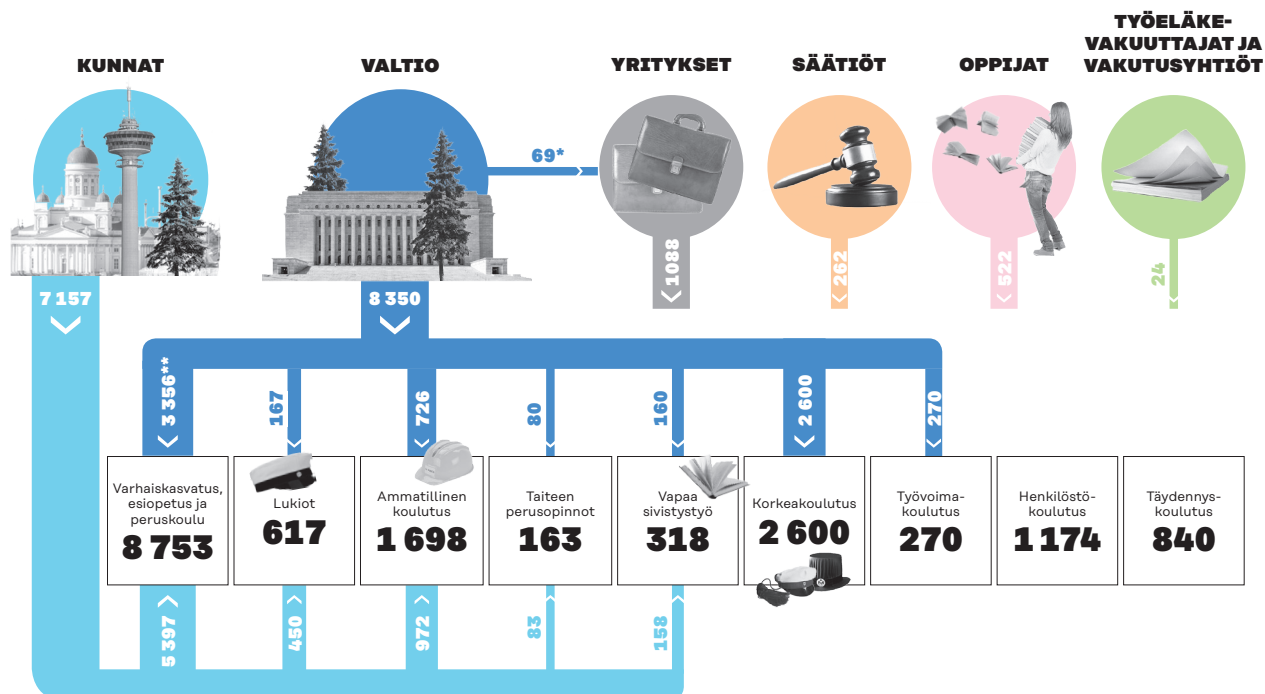 KUNNAT
VALTIO
YRITYKSET
SÄÄTIÖT
OPPIJAT
TYÖELÄKE-
VAKUUTTAJAT JA
VAKUTUSYHTIÖT
69*
7 157
8 350
1088
262
522
24
3 356**
167
726
80
160
2 600
270
Varhaiskasvatus,
esiopetus ja
peruskoulu
8 753
Lukiot
617
Ammatillinen
koulutus
1 698
Taiteen
perusopinnot
163
Vapaa
sivistystyö
318
Korkeakoulutus
2 600
Työvoima-
koulutus
270
Henkilöstö-
koulutus
1 174
Täydennys-
koulutus
840
5 397
450
972
83
158